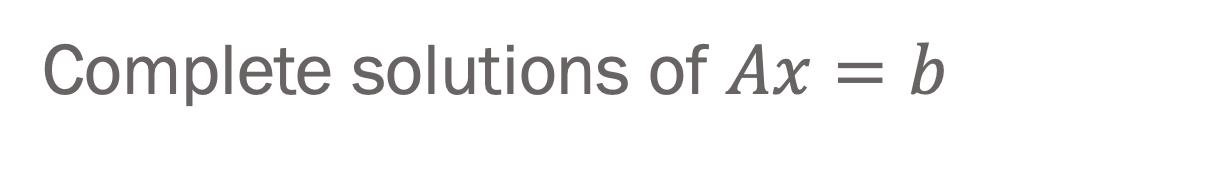 Complete solutions of Ax = b